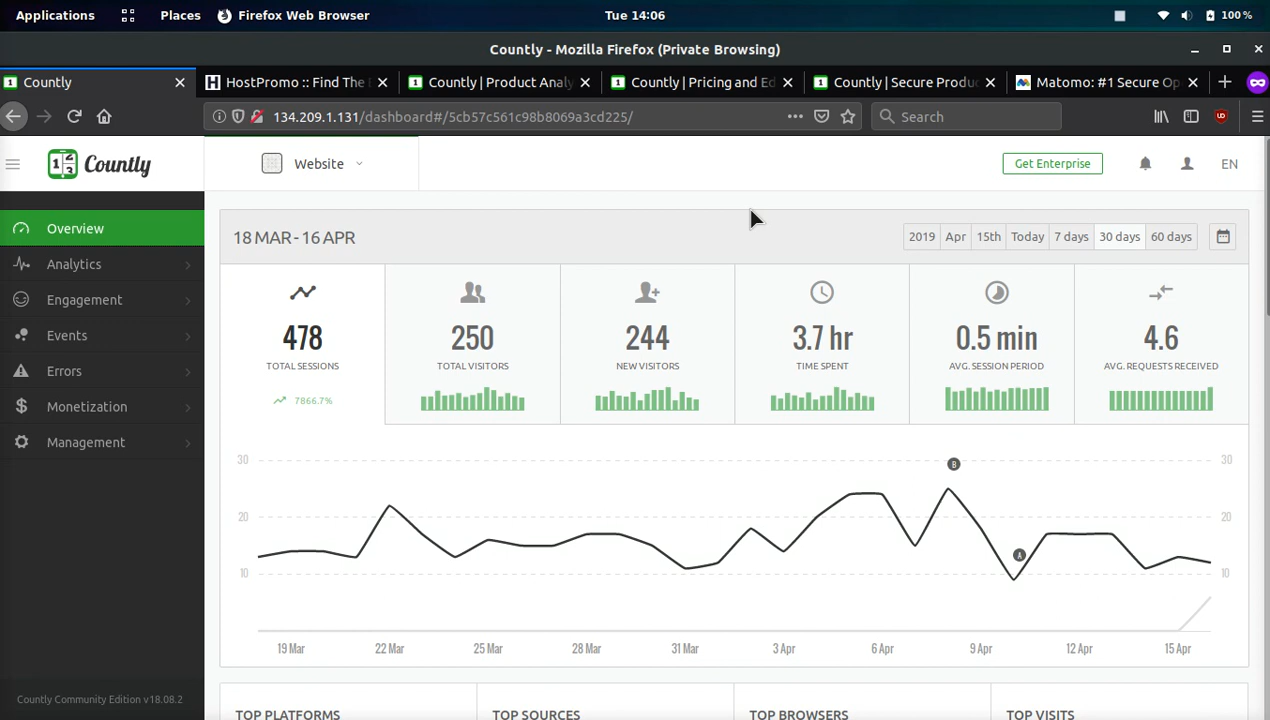 Applications Places Firefox Web Browser Tue 14:06 100 %
Countly - Mozilla Firefox (Private Browsing)
1 Countly H HostPromo :: Find The B 1 Countly | Product Analy 1 Countly | Pricing and Ed 1 Countly | Secure Produc Matomo: #1 Secure Op
134.209.1.131/dashboard#/5cb57c561c98b8069a3cd225/ Search UD
Countly Website Get Enterprise EN
Overview
Analytics
Engagement
Events
Errors
Monetization
Management
Countly Community Edition v18.08.2
18 MAR - 16 APR 2019 Apr 15th Today 7 days 30 days 60 days
478 250 244 3.7 hr 0.5 min 4.6
TOTAL SESSIONS TOTAL VISITORS NEW VISITORS TIME SPENT AVG. SESSION PERIOD AVG. REQUESTS RECEIVED
7866.7%
30 B 30
20 20
A
10 10
19 Mar 22 Mar 25 Mar 28 Mar 31 Mar 3 Apr 6 Apr 9 Apr 12 Apr 15 Apr
TOP PLATFORMS TOP SOURCES TOP BROWSERS TOP VISITS